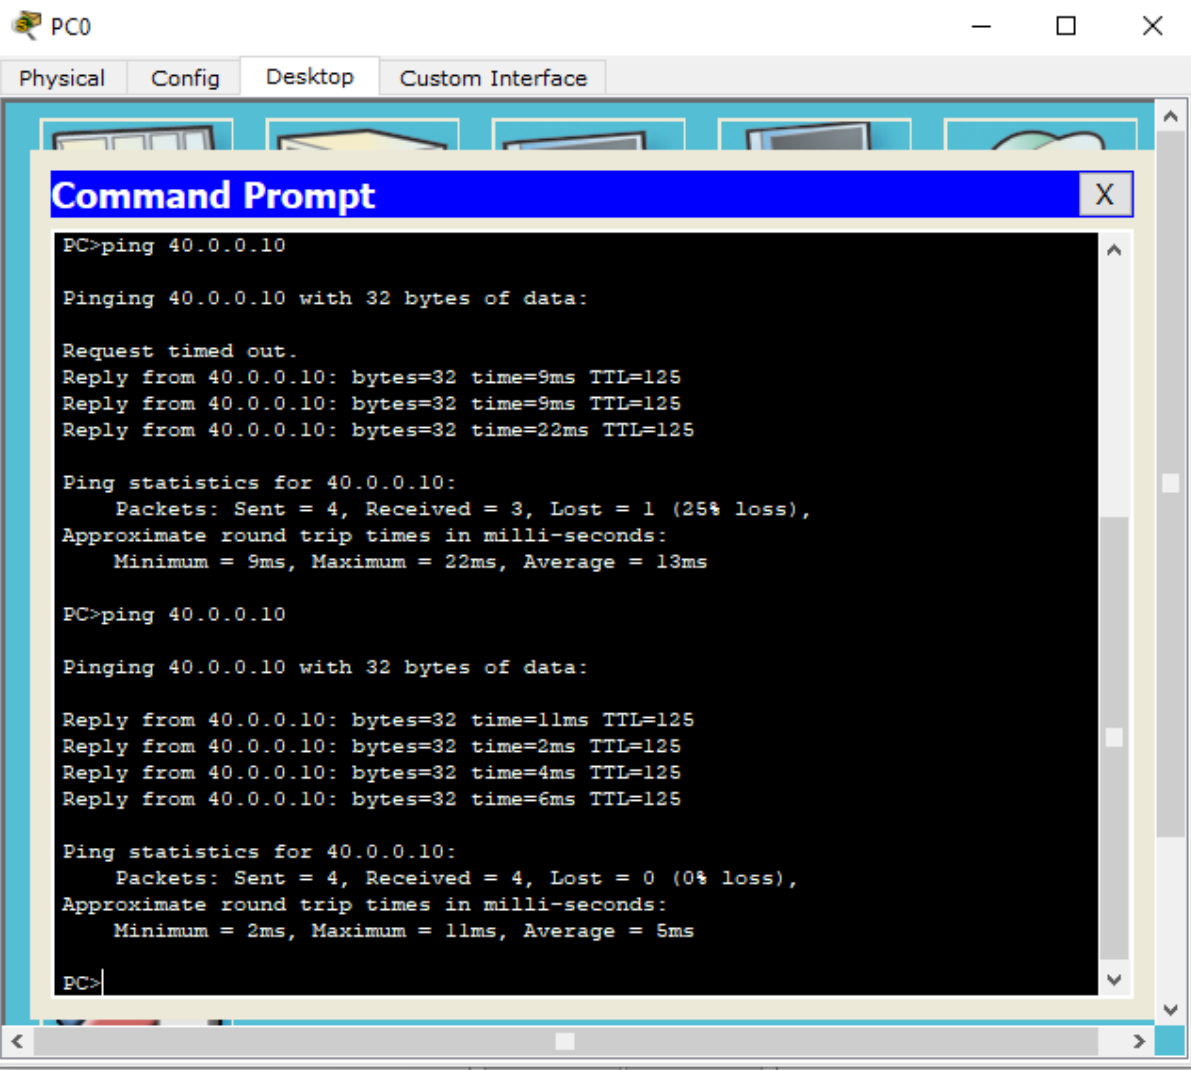 PC0
Physical Config Desktop Custom Interface
Command Prompt X
PC>ping 40.0.0.10
Pinging 40.0.0.10 with 32 bytes of data:
Request timed out.
Reply from 40.0.0.10: bytes=32 time=9ms TTL=125
Reply from 40.0.0.10: bytes=32 time=9ms TTL=125
Reply from 40.0.0.10: bytes=32 time=22ms TTL=125
Ping statistics for 40.0.0.10:
Packets: Sent = 4, Received = 3, Lost = 1 (25% loss),
Approximate round trip times in milli-seconds:
Minimum = 9ms, Maximum = 22ms, Average = 13ms
PC>ping 40.0.0.10
Pinging 40.0.0.10 with 32 bytes of data:
Reply from 40.0.0.10: bytes=32 time=11ms TTL=125
Reply from 40.0.0.10: bytes=32 time=2ms TTL=125
Reply from 40.0.0.10: bytes=32 time=4ms TTL=125
Reply from 40.0.0.10: bytes=32 time=6ms TTL=125
Ping statistics for 40.0.0.10:
Packets: Sent = 4, Received = 4, Lost = 0 (0% loss),
Approximate round trip times in milli-seconds:
Minimum = 2ms, Maximum = 11ms, Average = 5ms
PC>